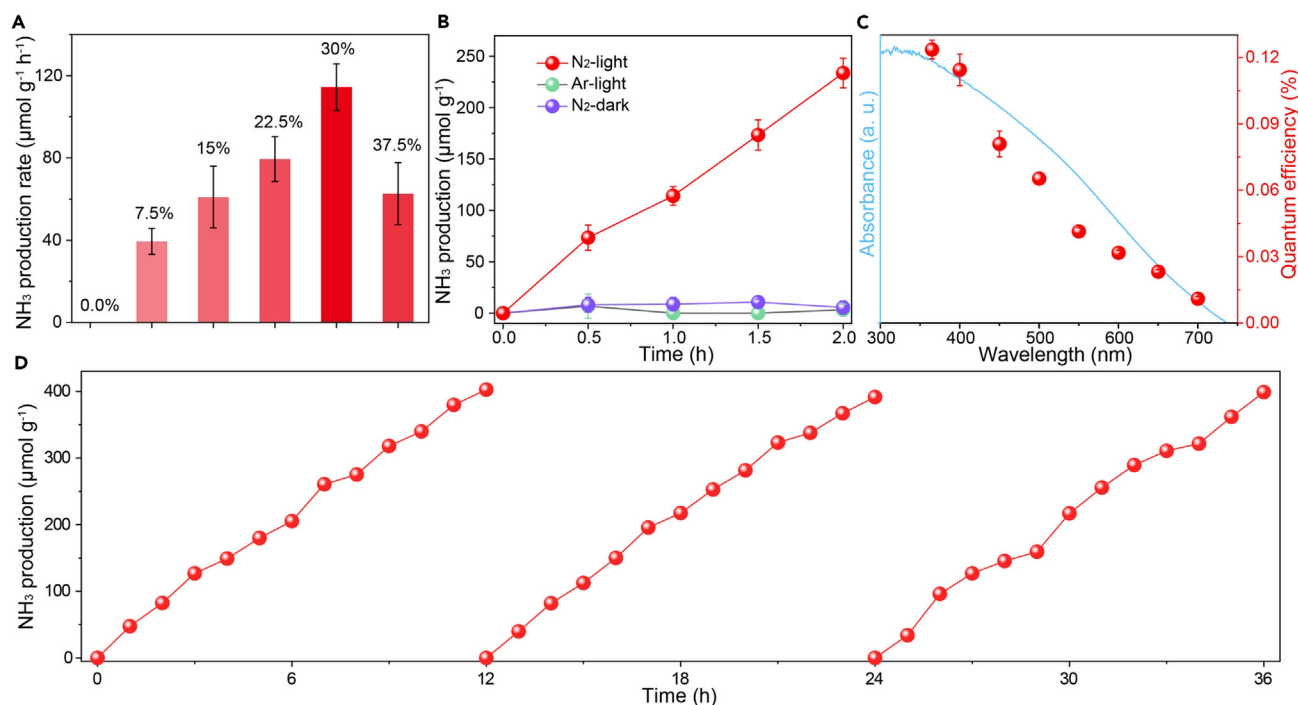 A
NH₃ production rate (μmol g⁻¹ h⁻¹)
120
80
40
0
0.0%
7.5%
15%
22.5%
30%
37.5%
B
NH₃ production (μmol g⁻¹)
250
200
150
100
50
0
N₂-light
Ar-light
N₂-dark
0.0
0.5
1.0
1.5
2.0
Time (h)
C
Absorbance (a. u.)
300
400
500
600
700
Wavelength (nm)
0.12
0.09
0.06
0.03
0.00
Quantum efficiency (%)
D
NH₃ production (μmol g⁻¹)
400
300
200
100
0
0
6
12
18
24
30
36
Time (h)